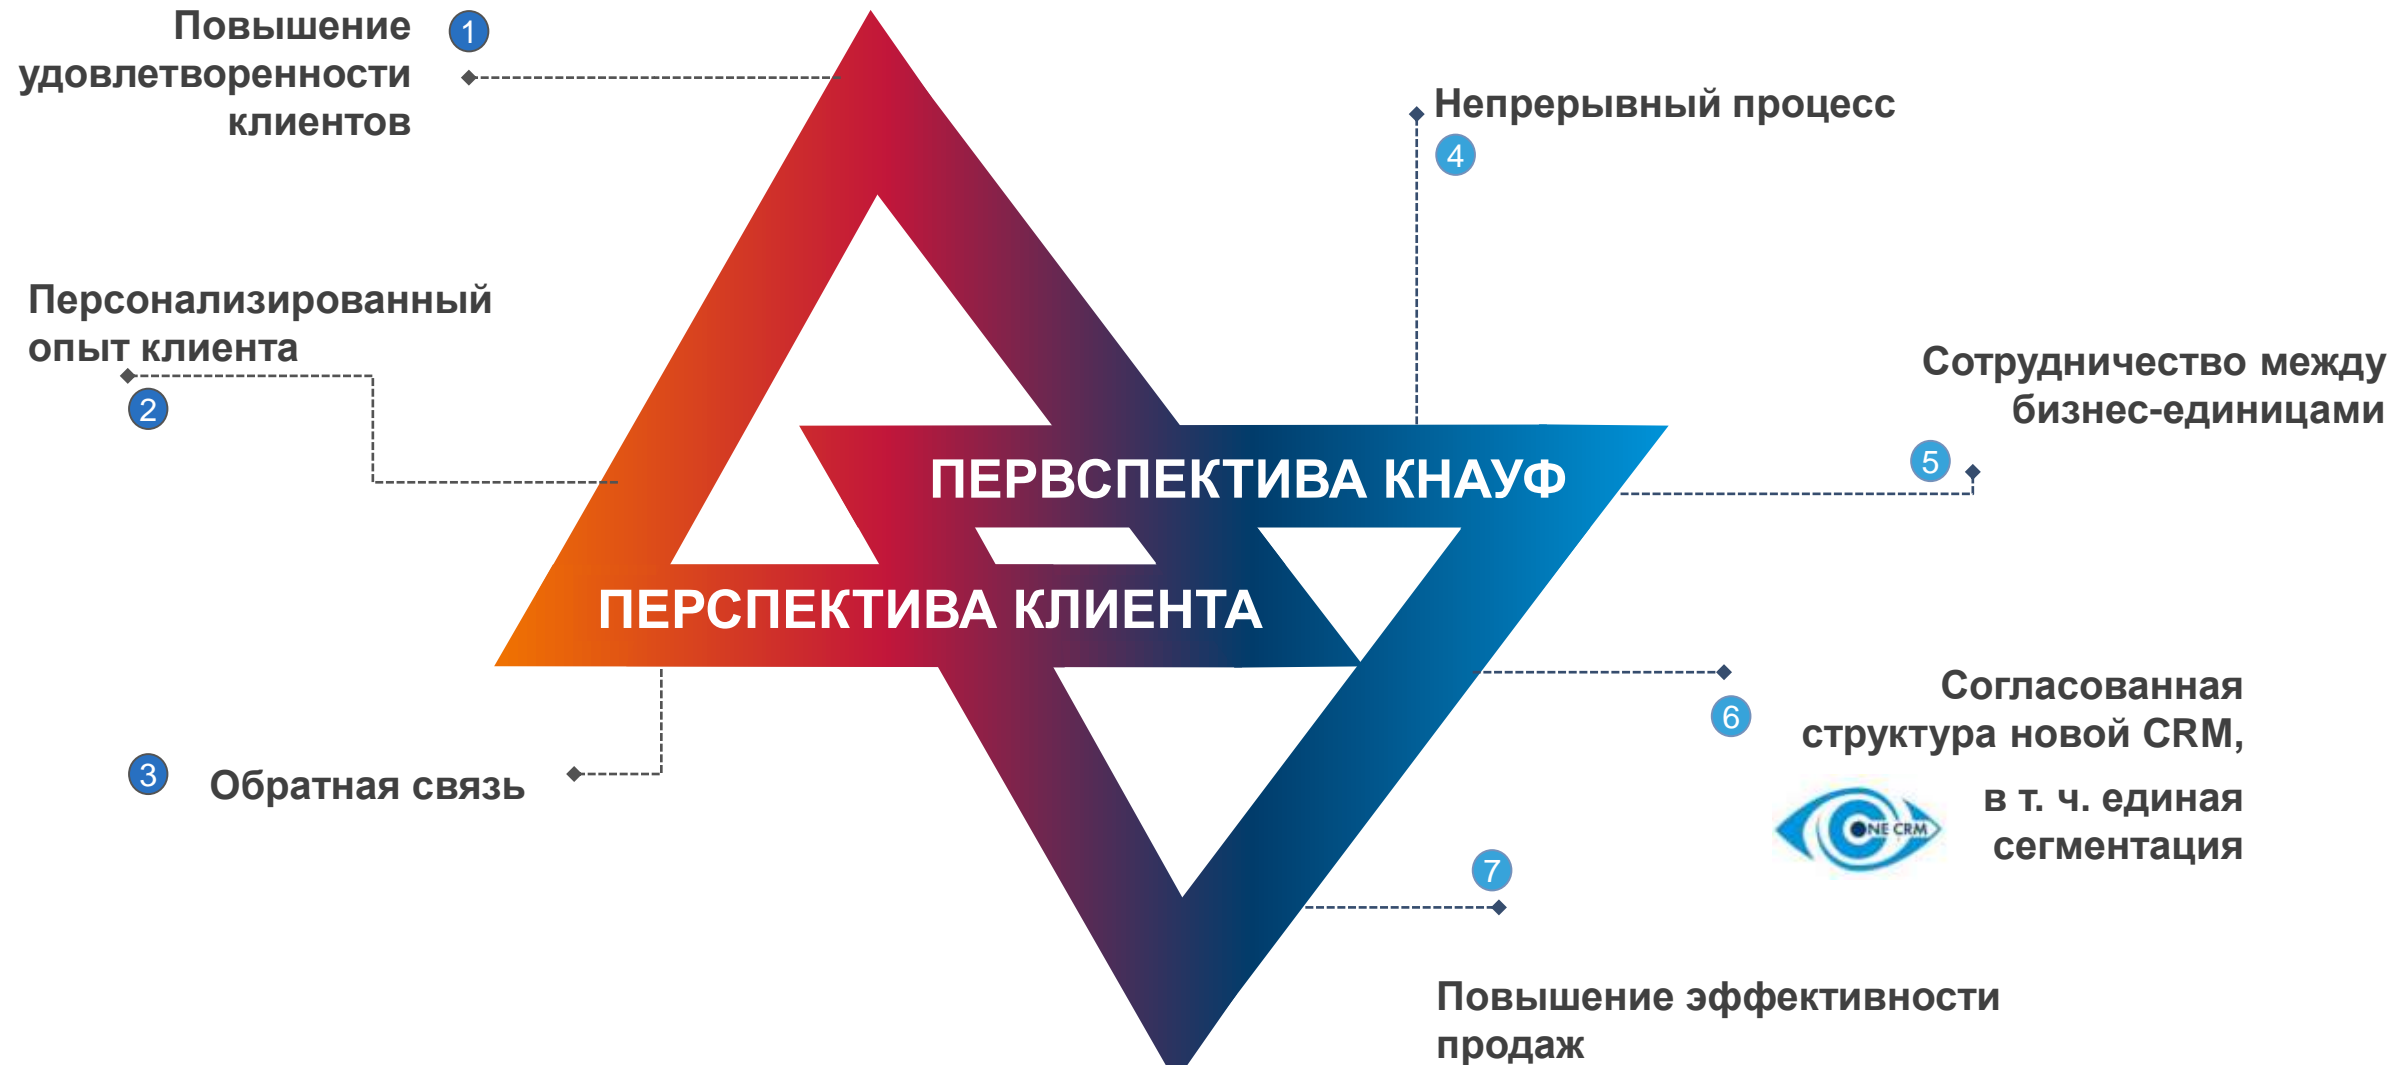 Повышение
удовлетворенности
клиентов
1
Персонализированный
опыт клиента
2
3
Обратная связь
ПЕРВСПЕКТИВА КНАУФ
ПЕРСПЕКТИВА КЛИЕНТА
Непрерывный процесс
4
Сотрудничество между
бизнес-единицами
5
6
Согласованная
структура новой CRM,
в т. ч. единая
сегментация
ONE CRM
7
Повышение эффективности
продаж